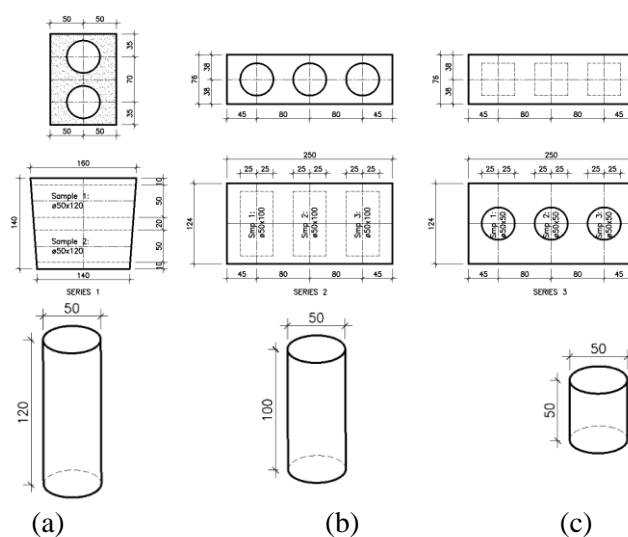 50 50
35
70
35
50 50
160
140
Sample 1:
ø50x120
Sample 2:
ø50x120
10
50
20
50
10
140
SERIES 1
50
120
(a)
76
38
38
45 80 80 45
250
25 25 25 25 25 25
124
Smp 1:
ø50x100
Smp 2:
ø50x100
Smp 3:
ø50x100
45 80 80 45
SERIES 2
50
100
(b)
76
38
38
45 80 80 45
250
25 25 25 25 25 25
124
Smp 1:
ø50x50
Smp 2:
ø50x50
Smp 3:
ø50x50
45 80 80 45
SERIES 3
50
50
(c)